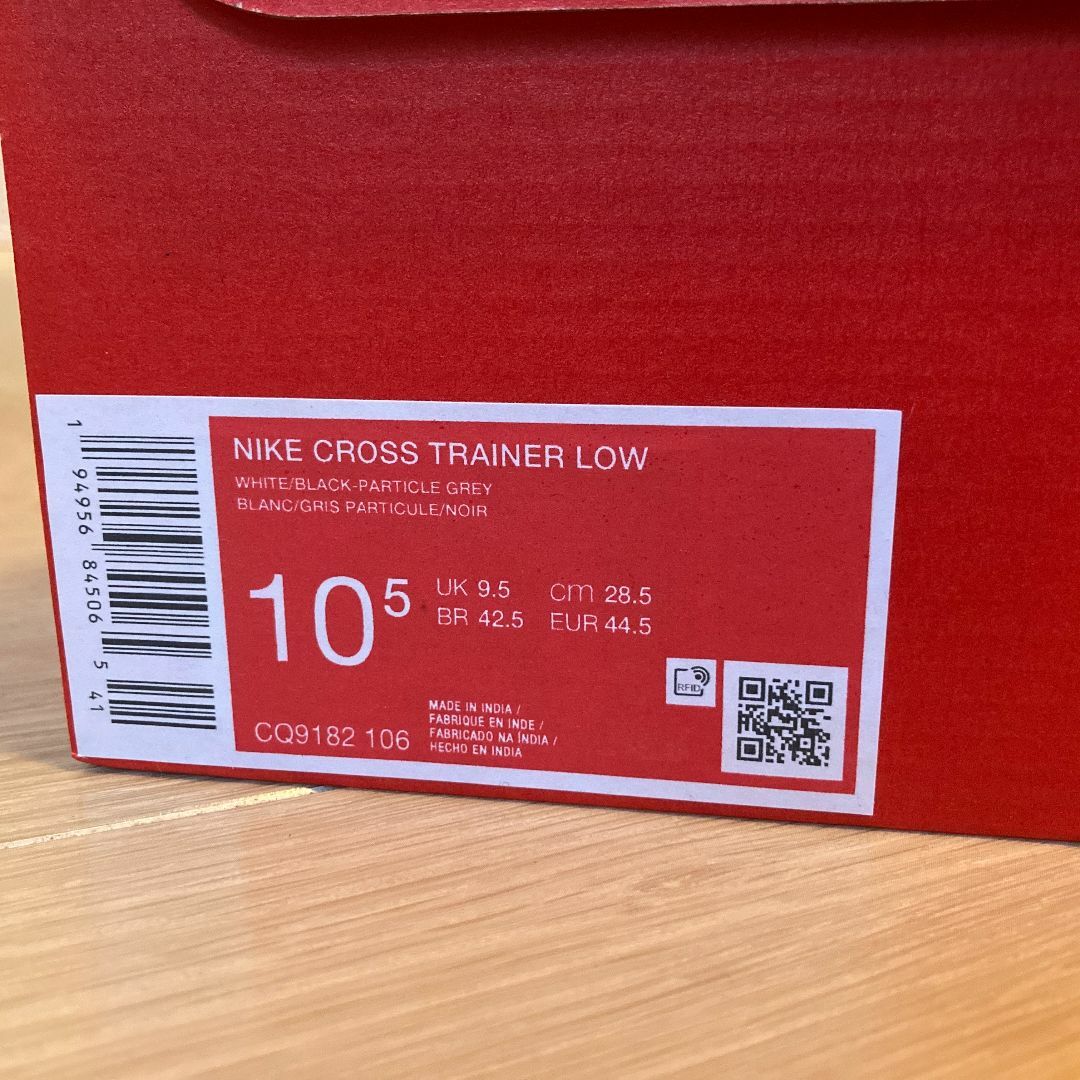 NIKE CROSS TRAINER LOW
WHITE/BLACK-PARTICLE GREY
BLANC/GRIS PARTICULE/NOIR
10⁵
UK 9.5 cm 28.5
BR 42.5 EUR 44.5
CQ9182 106
MADE IN INDIA /
FABRIQUE EN INDE /
FABRICADO NA ÍNDIA /
HECHO EN INDIA
RFID
1 94956 84506 5 41